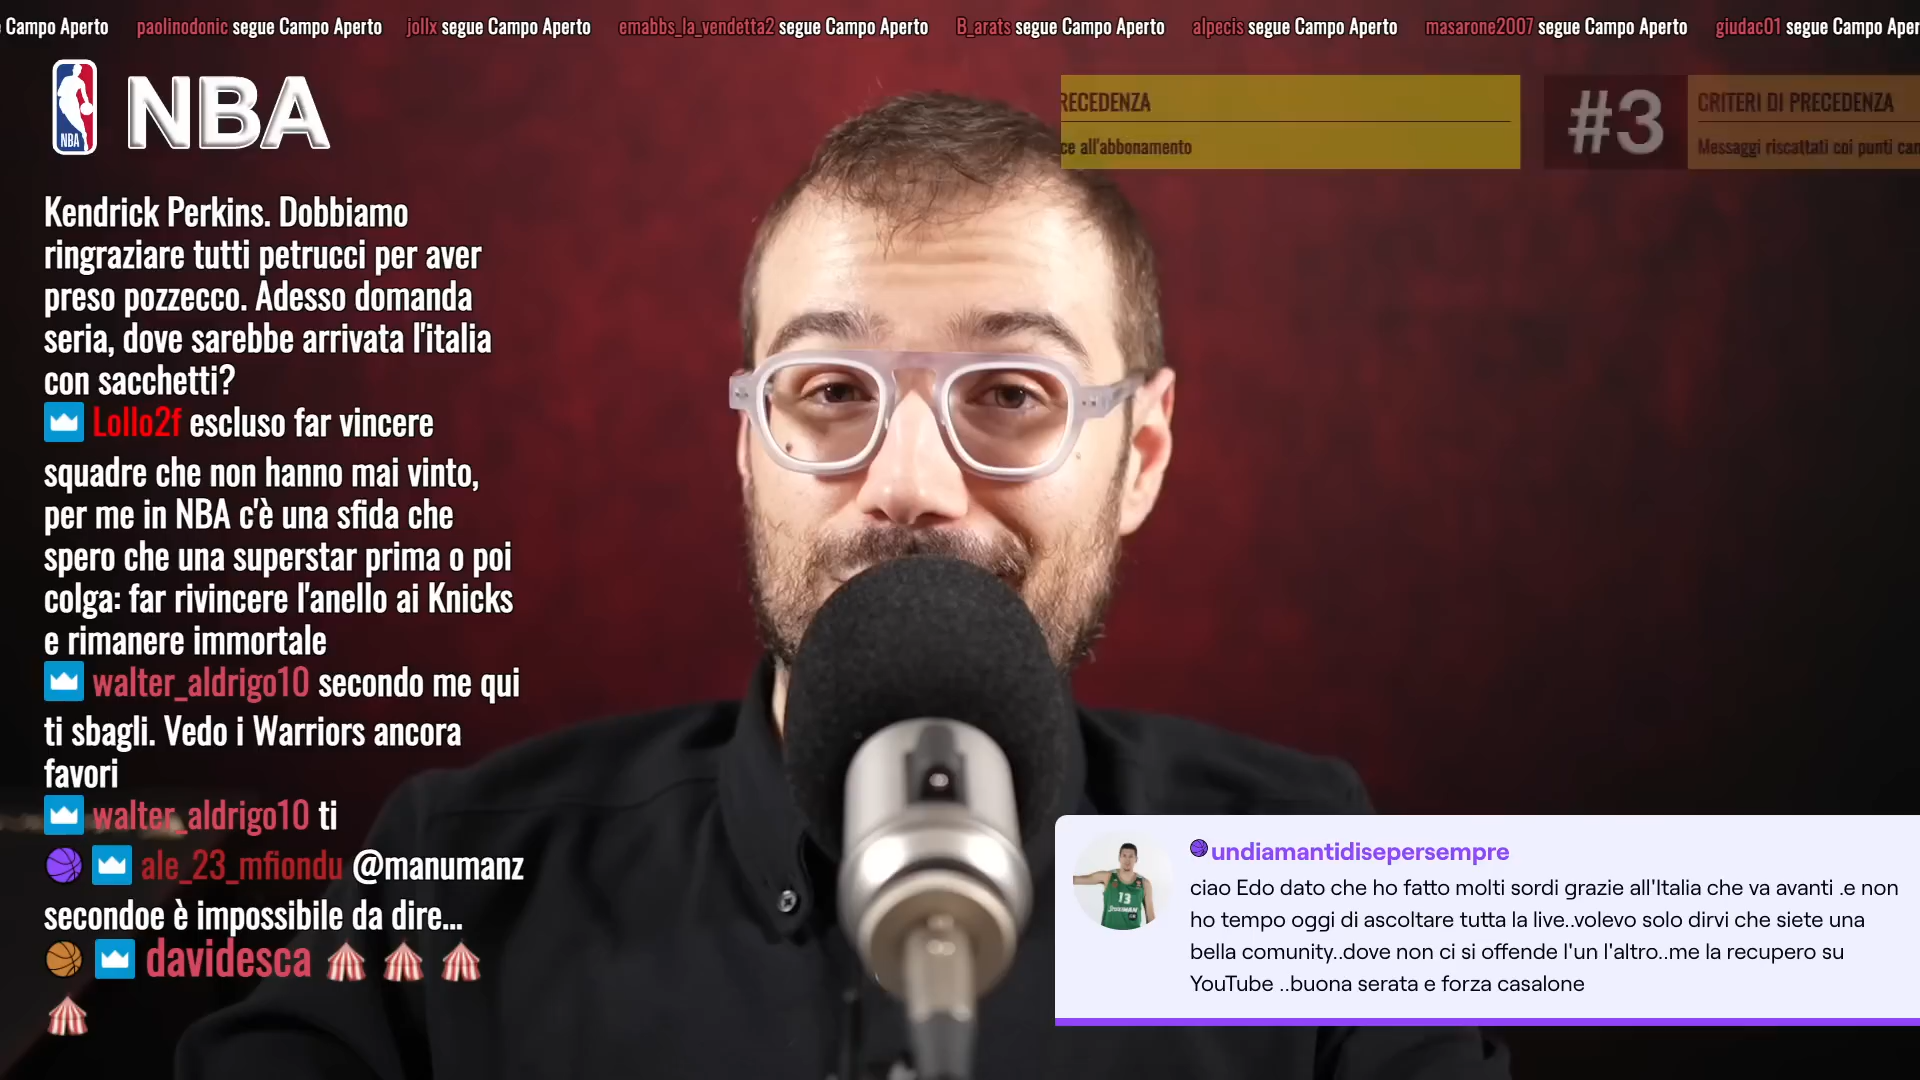 Campo Aperto paolinodonic segue Campo Aperto jollx segue Campo Aperto emabbs_la_vendetta2 segue Campo Aperto B_arats segue Campo Aperto alpecis segue Campo Aperto masarone2007 segue Campo Aperto giudac01 segue Campo Aper
NBA NBA
RECEDENZA
ce all'abbonamento
#3
CRITERI DI PRECEDENZA
Messaggi riscattati coi punti can
Kendrick Perkins. Dobbiamo
ringraziare tutti petrucci per aver
preso pozzecco. Adesso domanda
seria, dove sarebbe arrivata l'italia
con sacchetti?
Lollo2f escluso far vincere
squadre che non hanno mai vinto,
per me in NBA c'è una sfida che
spero che una superstar prima o poi
colga: far rivincere l'anello ai Knicks
e rimanere immortale
walter_aldrigo10 secondo me qui
ti sbagli. Vedo i Warriors ancora
favori
walter_aldrigo10 ti
ale_23_mfiondu @manumanz
secondoe è impossibile da dire...
davidesca
13
undiamantidisepersempre
ciao Edo dato che ho fatto molti sordi grazie all'Italia che va avanti .e non
ho tempo oggi di ascoltare tutta la live..volevo solo dirvi che siete una
bella comunity..dove non ci si offende l'un l'altro..me la recupero su
YouTube ..buona serata e forza casalone